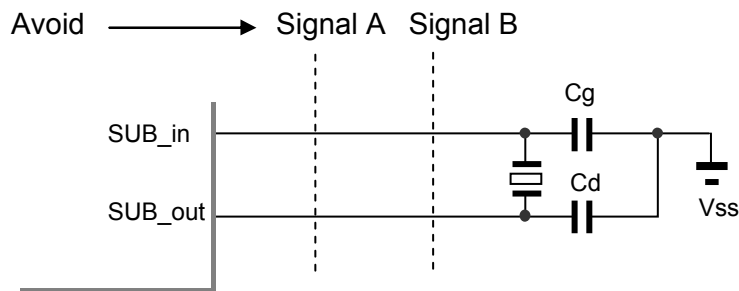 Avoid Signal A Signal B
Cg
SUB_in
Cd
SUB_out
Vss